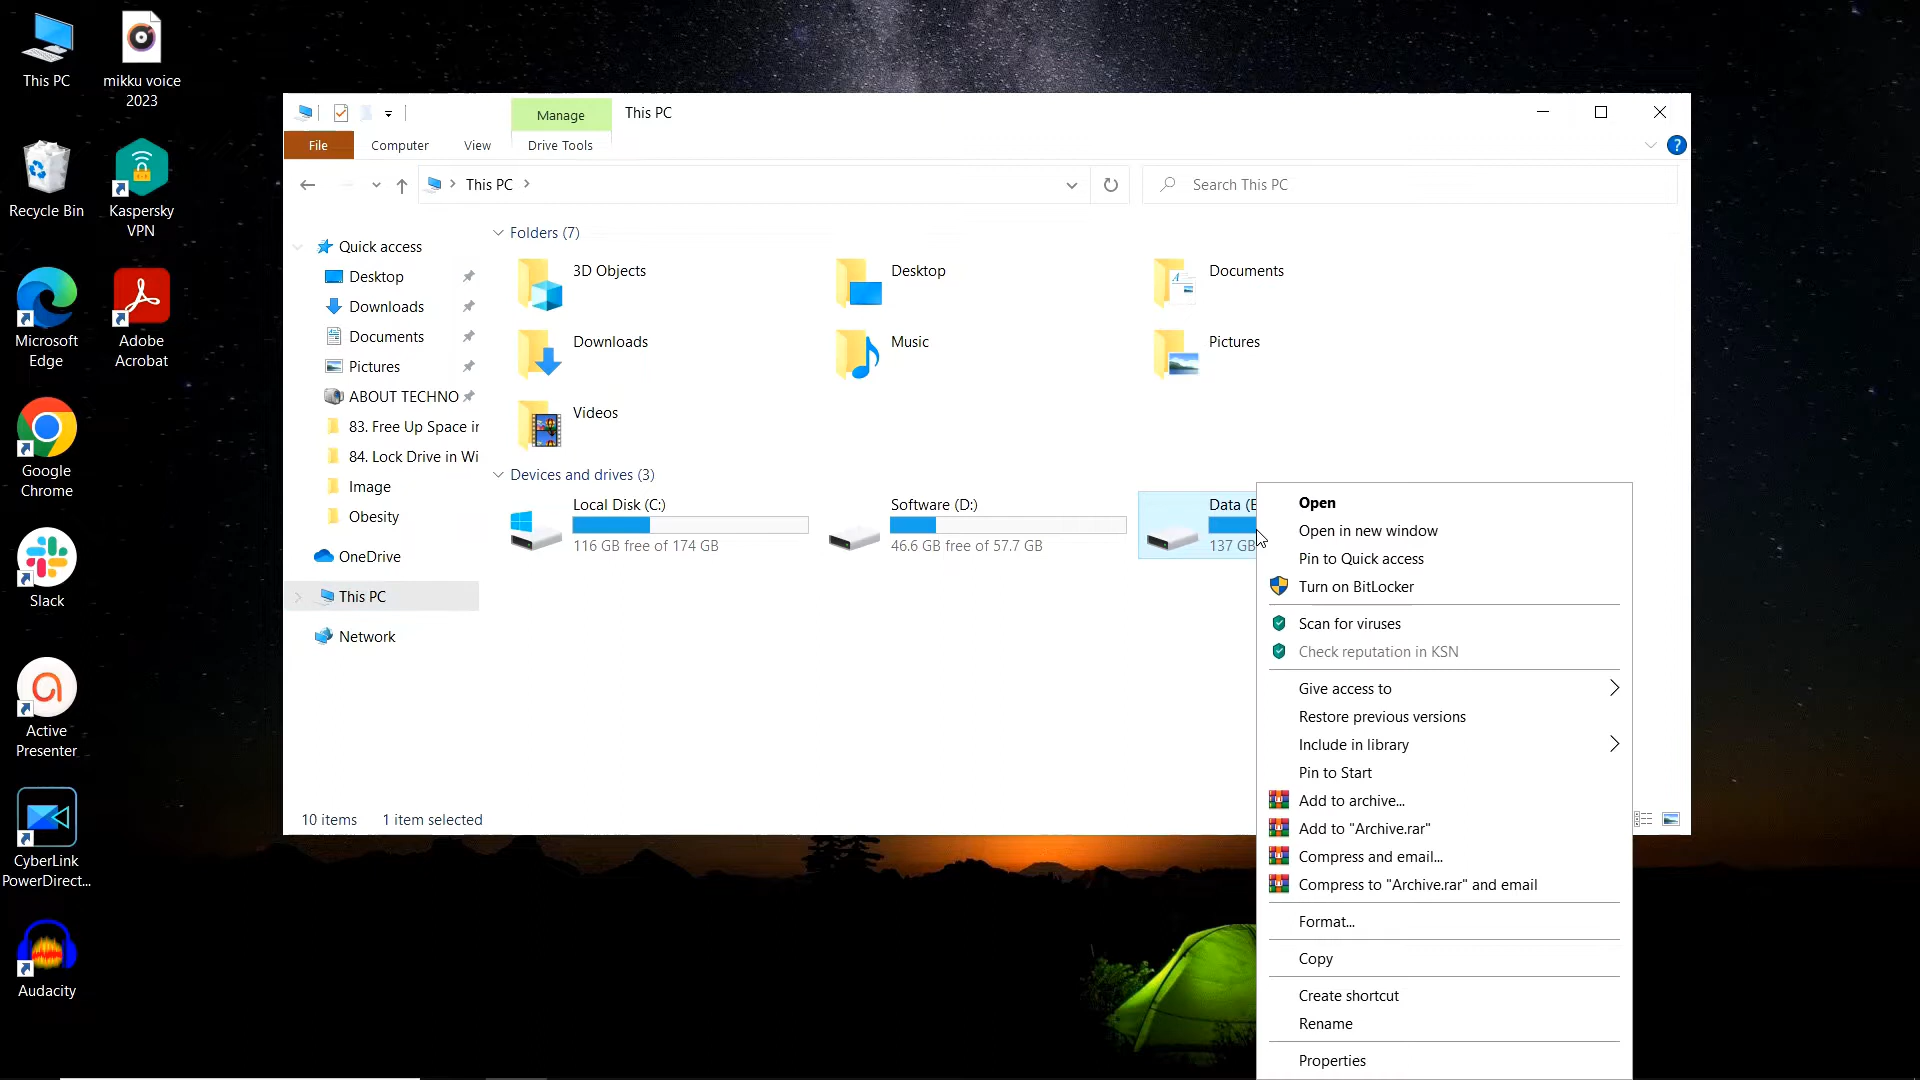 This PC
mikku voice
2023
Recycle Bin
Kaspersky
VPN
Microsoft
Edge
Adobe
Acrobat
Google
Chrome
Slack
Active
Presenter
CyberLink
PowerDirect...
Audacity
Manage
This PC
File
Computer
View
Drive Tools
?
This PC
Search This PC
Quick access
Desktop
Downloads
Documents
Pictures
ABOUT TECHNO
83. Free Up Space ir
84. Lock Drive in Wi
Image
Obesity
OneDrive
This PC
Network
Folders (7)
3D Objects
Desktop
Documents
Downloads
Music
Pictures
Videos
Devices and drives (3)
Local Disk (C:)
116 GB free of 174 GB
Software (D:)
46.6 GB free of 57.7 GB
Data (E
137 GB
10 items
1 item selected
Open
Open in new window
Pin to Quick access
Turn on BitLocker
Scan for viruses
Check reputation in KSN
Give access to
Restore previous versions
Include in library
Pin to Start
Add to archive...
Add to "Archive.rar"
Compress and email...
Compress to "Archive.rar" and email
Format...
Copy
Create shortcut
Rename
Properties